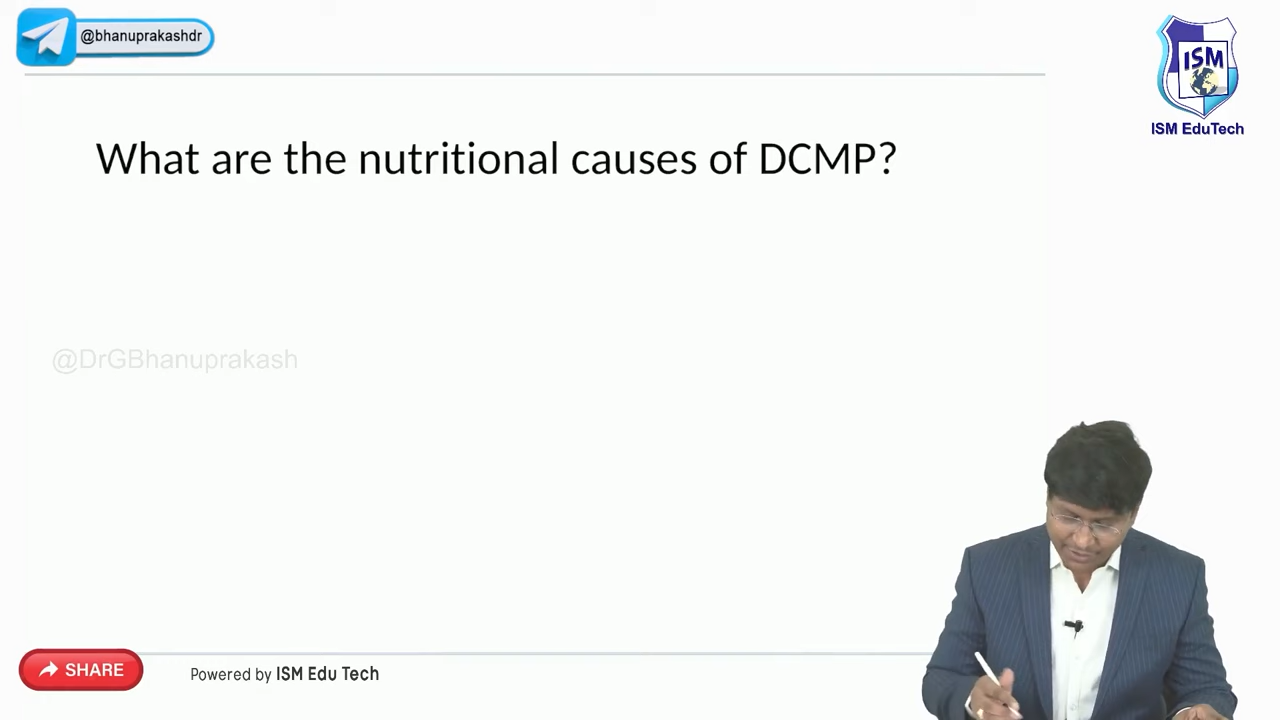 @bhanuprakashdr
ISM
ISM EduTech
What are the nutritional causes of DCMP?
@DrGBhanuprakash
SHARE
Powered by ISM Edu Tech